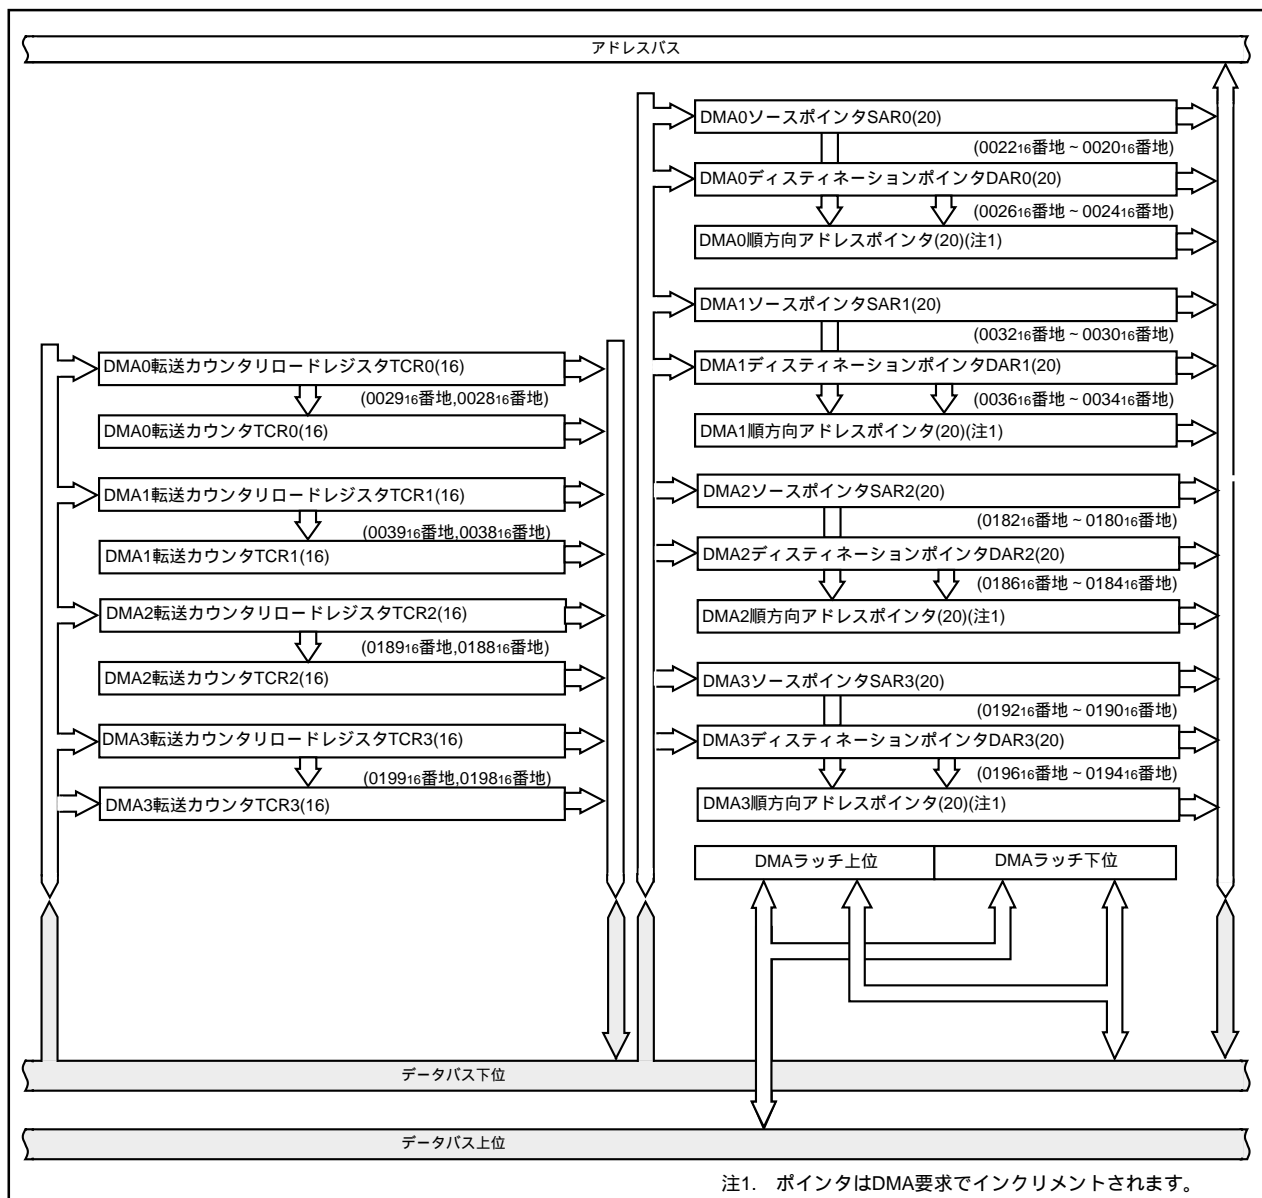 アドレスバス
DMA0ソースポインタSAR0(20)
(002216番地 ~ 002016番地)
DMA0ディスティネーションポインタDAR0(20)
(002616番地 ~ 002416番地)
DMA0順方向アドレスポインタ(20)(注1)
DMA1ソースポインタSAR1(20)
(003216番地 ~ 003016番地)
DMA1ディスティネーションポインタDAR1(20)
(003616番地 ~ 003416番地)
DMA1順方向アドレスポインタ(20)(注1)
DMA2ソースポインタSAR2(20)
(018216番地 ~ 018016番地)
DMA2ディスティネーションポインタDAR2(20)
(018616番地 ~ 018416番地)
DMA2順方向アドレスポインタ(20)(注1)
DMA3ソースポインタSAR3(20)
(019216番地 ~ 019016番地)
DMA3ディスティネーションポインタDAR3(20)
(019616番地 ~ 019416番地)
DMA3順方向アドレスポインタ(20)(注1)
DMA0転送カウンタリロードレジスタTCR0(16)
(002916番地,002816番地)
DMA0転送カウンタTCR0(16)
DMA1転送カウンタリロードレジスタTCR1(16)
(003916番地,003816番地)
DMA1転送カウンタTCR1(16)
DMA2転送カウンタリロードレジスタTCR2(16)
(018916番地,018816番地)
DMA2転送カウンタTCR2(16)
DMA3転送カウンタリロードレジスタTCR3(16)
(019916番地,019816番地)
DMA3転送カウンタTCR3(16)
DMAラッチ上位
DMAラッチ下位
データバス下位
データバス上位
注1. ポインタはDMA要求でインクリメントされます。